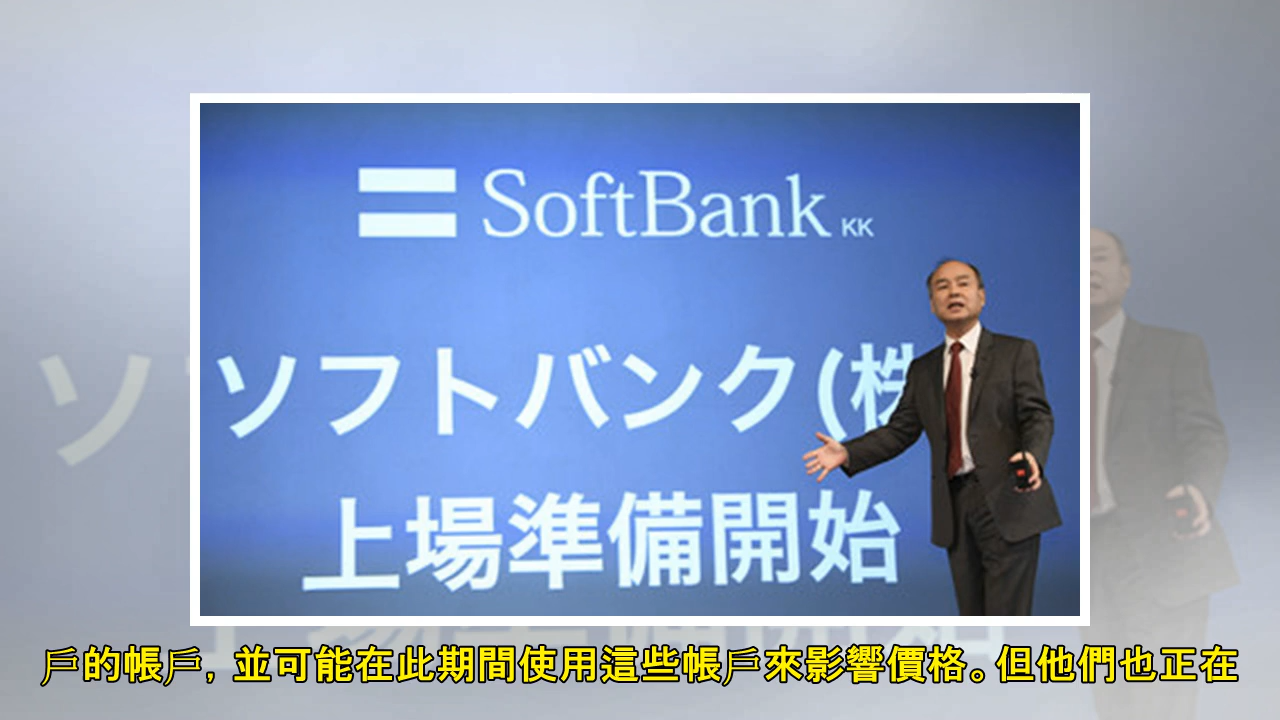 SoftBank KK
ソフトバンク(株
上場準備開始
戶的帳戶，並可能在此期間使用這些帳戶來影響價格。但他們也正在